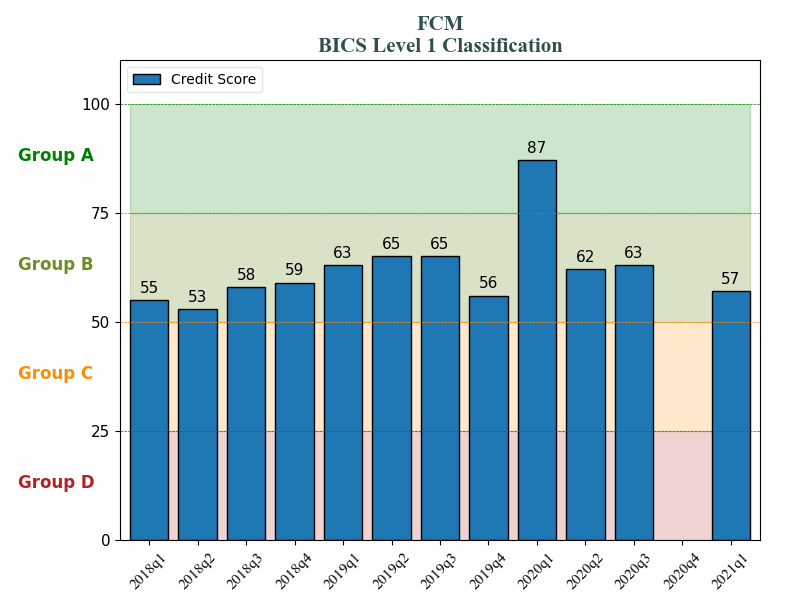 FCM
BICS Level 1 Classification
Credit Score
100
Group A
87
75
Group B
55
53
58
59
63
65
65
56
62
63
57
50
Group C
25
Group D
0
2018q1
2018q2
2018q3
2018q4
2019q1
2019q2
2019q3
2019q4
2020q1
2020q2
2020q3
2020q4
2021q1